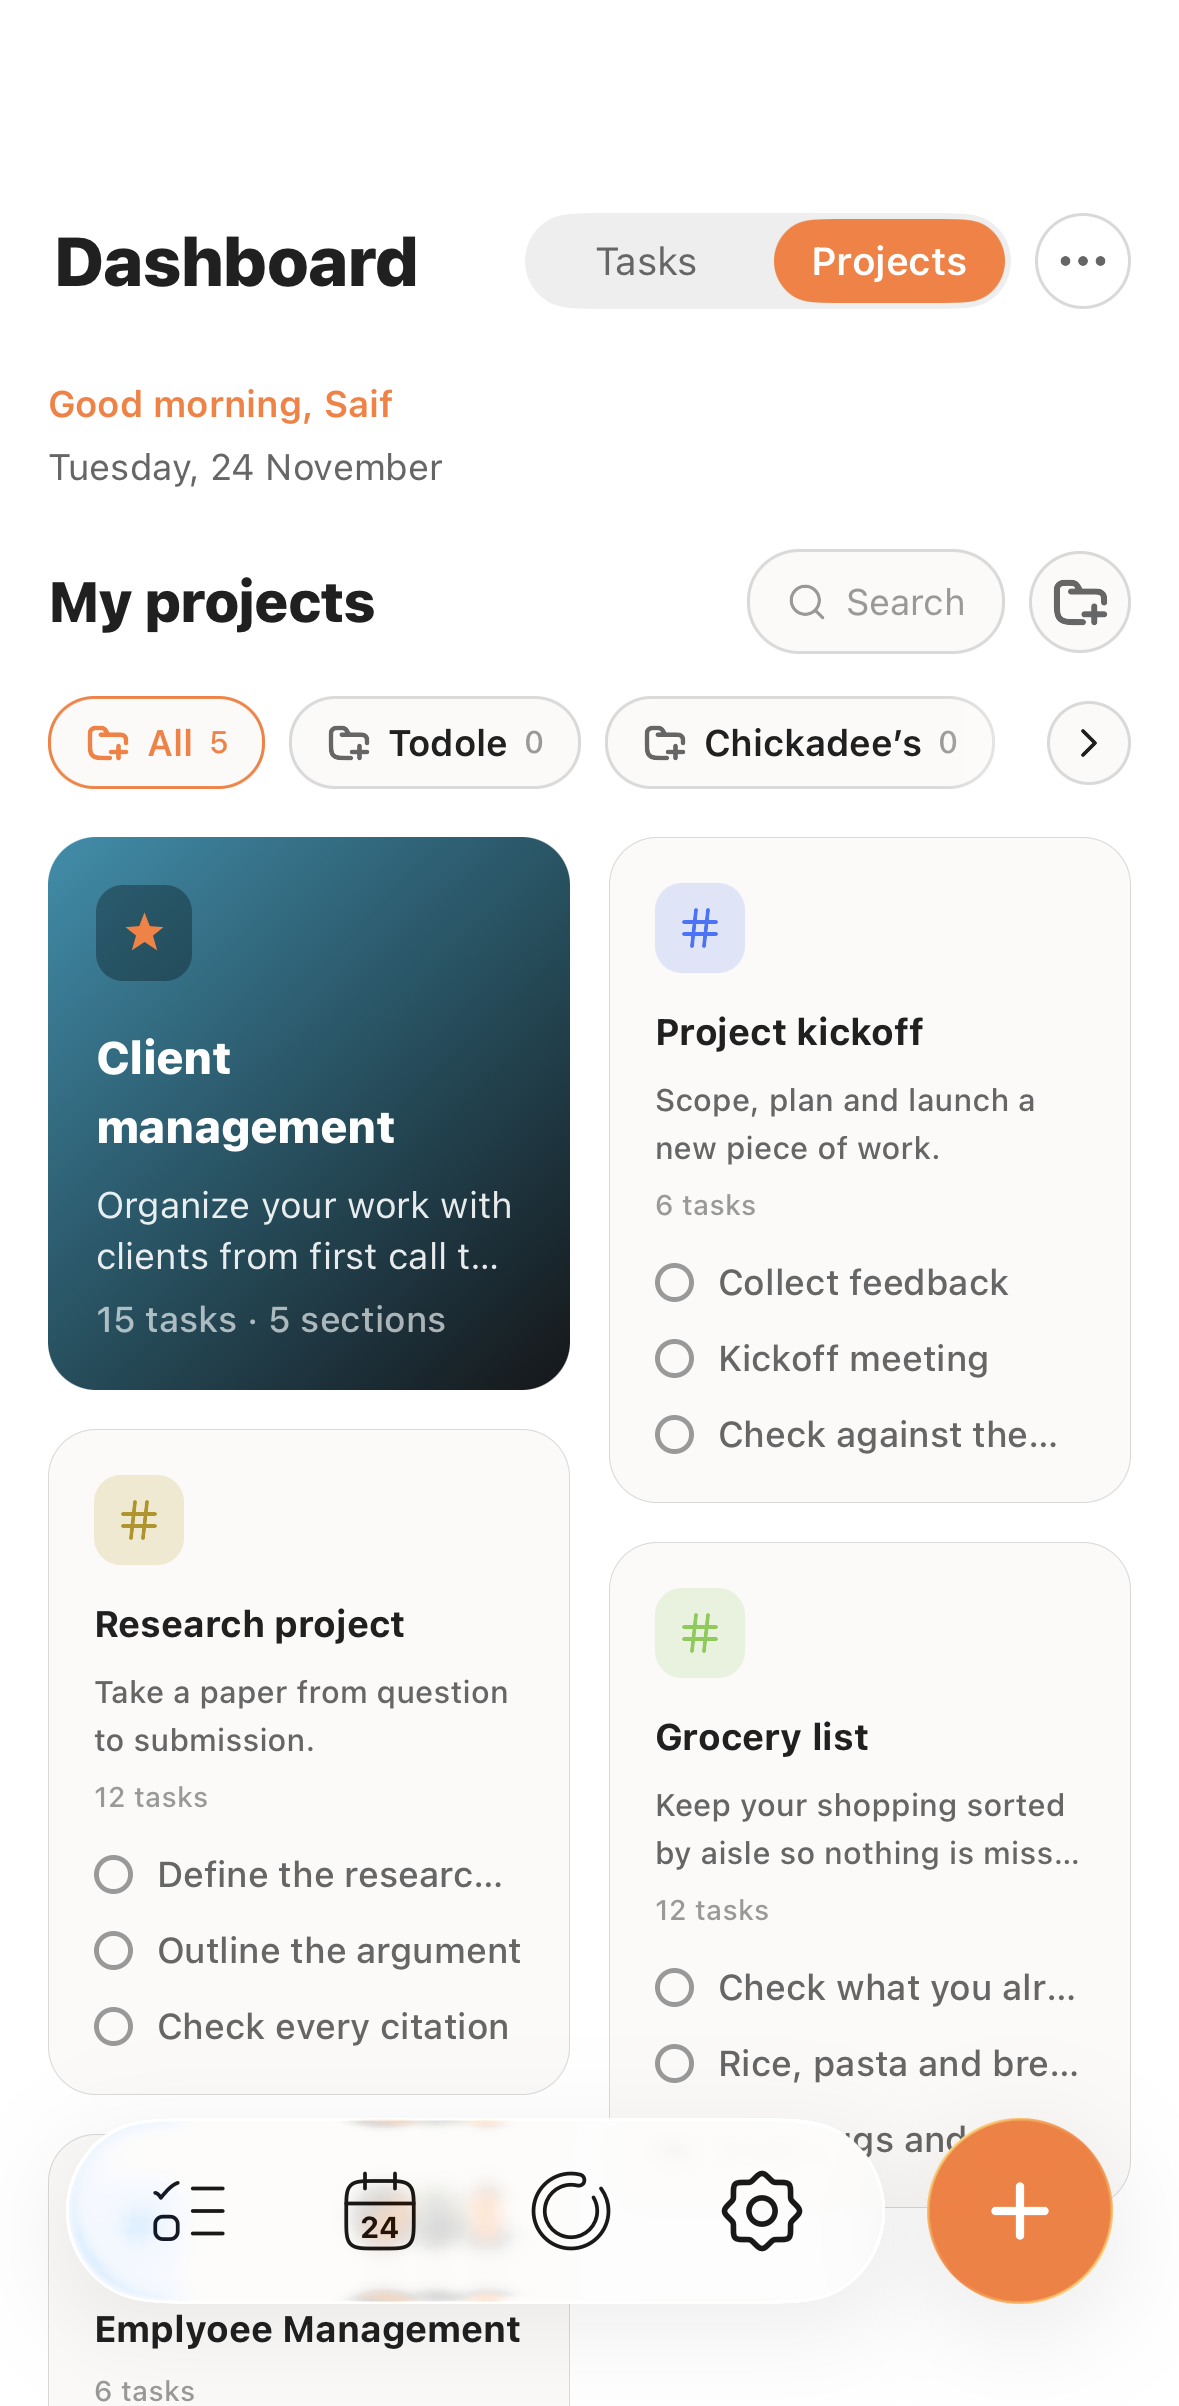 Dashboard
Tasks
Projects
Good morning, Saif
Tuesday, 24 November
My projects
Search
All 5
Todole 0
Chickadee’s 0
Client
management
Organize your work with
clients from first call t...
15 tasks · 5 sections
Project kickoff
Scope, plan and launch a
new piece of work.
6 tasks
Collect feedback
Kickoff meeting
Check against the...
Research project
Take a paper from question
to submission.
12 tasks
Define the researc...
Outline the argument
Check every citation
Grocery list
Keep your shopping sorted
by aisle so nothing is miss...
12 tasks
Check what you alr...
Rice, pasta and bre...
and
24
Emplyoee Management
6 tasks